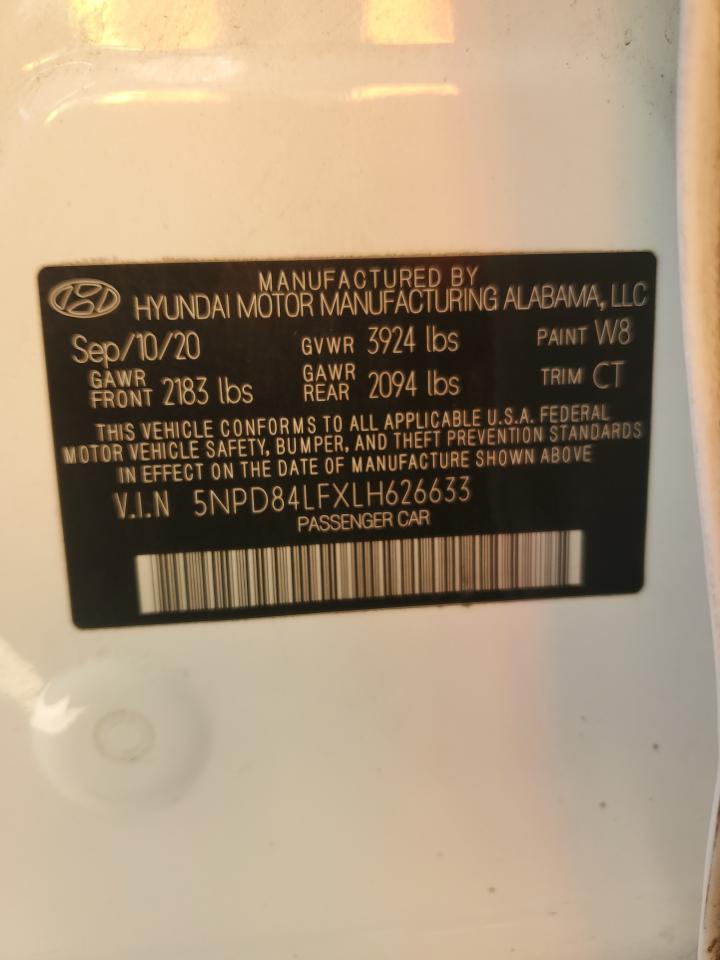 MANUFACTURED BY
HYUNDAI MOTOR MANUFACTURING ALABAMA, LLC
Sep/10/20 GVWR 3924 lbs PAINT W8
GAWR FRONT 2183 lbs GAWR REAR 2094 lbs TRIM CT
THIS VEHICLE CONFORMS TO ALL APPLICABLE U.S.A. FEDERAL
MOTOR VEHICLE SAFETY, BUMPER, AND THEFT PREVENTION STANDARDS
IN EFFECT ON THE DATE OF MANUFACTURE SHOWN ABOVE
V.I.N 5NPD84LFXLH626633
PASSENGER CAR